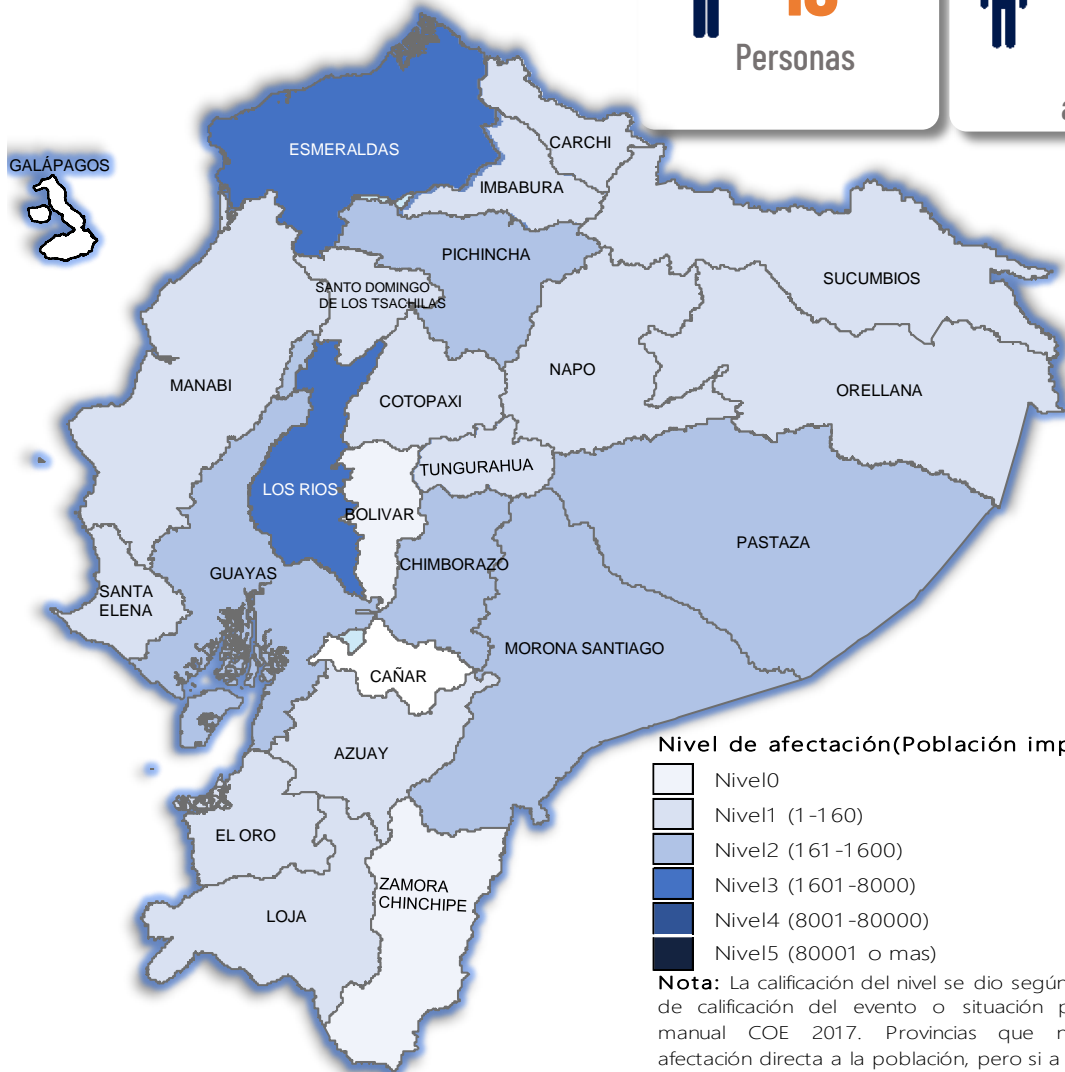 Personas
ESMERALDAS
CARCHI
GALÁPAGOS
IMBABURA
PICHINCHA
SUCUMBIOS
SANTO DOMINGO
DE LOS TSACHILAS
NAPO
MANABI
ORELLANA
COTOPAXI
TUNGURAHUA
LOS RIOS
BOLIVAR
PASTAZA
CHIMBORAZO
GUAYAS
SANTA
ELENA
MORONA SANTIAGO
CAÑAR
AZUAY
EL ORO
ZAMORA
CHINCHIPE
LOJA
Nivel de afectación(Población imp
Nivel0
Nivel1 (1-160)
Nivel2 (161-1600)
Nivel3 (1601-8000)
Nivel4 (8001-80000)
Nivel5 (80001 o mas)
Nota: La calificación del nivel se dio según
de calificación del evento o situación p
manual COE 2017. Provincias que n
afectación directa a la población, pero si a